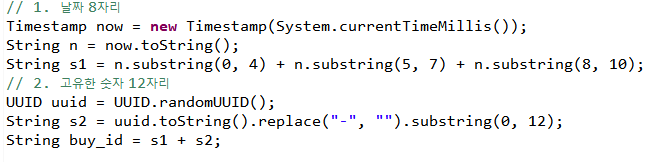 // 1. 날짜 8자리
Timestamp now = new Timestamp(System.currentTimeMillis());
String n = now.toString();
String s1 = n.substring(0, 4) + n.substring(5, 7) + n.substring(8, 10);
// 2. 고유한 숫자 12자리
UUID uuid = UUID.randomUUID();
String s2 = uuid.toString().replace("-", "").substring(0, 12);
String buy_id = s1 + s2;